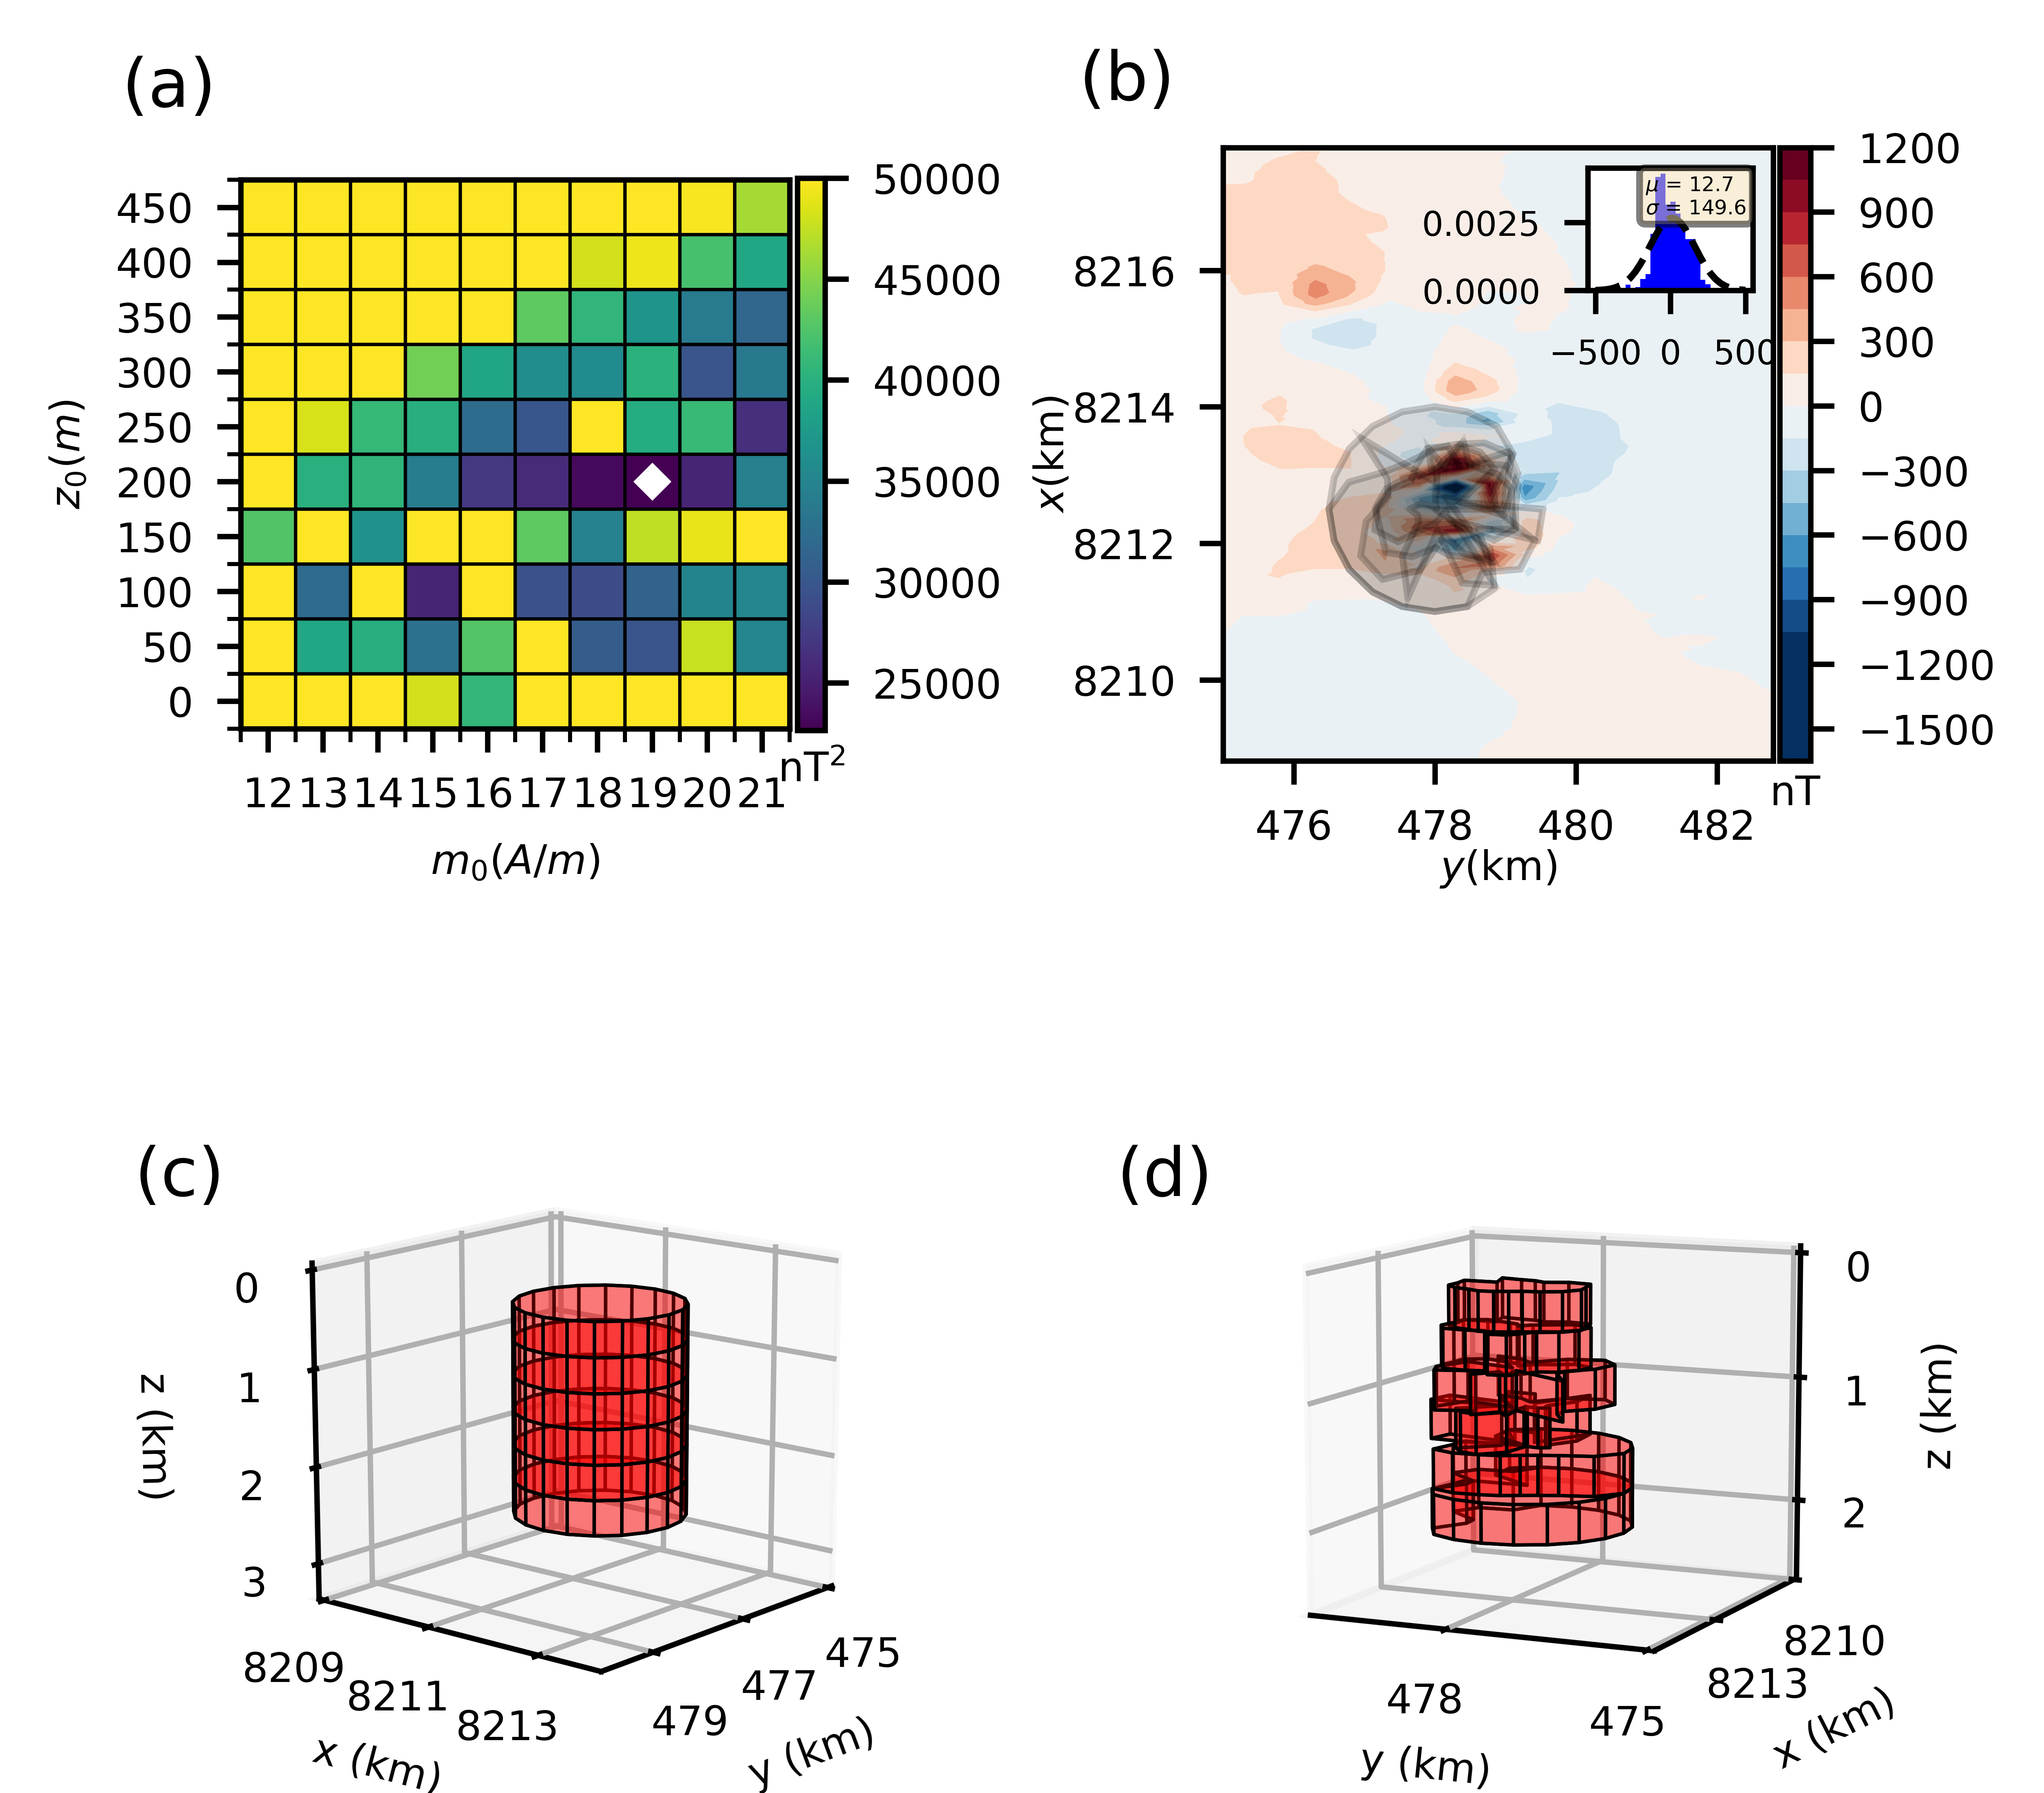 (a)
450
400
350
300
250
200
150
100
50
0
z₀(m)
12 13 14 15 16 17 18 19 20 21
m₀(A/m)
50000
45000
40000
35000
30000
25000
nT²
(b)
8216
8214
8212
8210
x(km)
476 478 480 482
y(km)
μ = 12.7
σ = 149.6
0.0025
0.0000
−500 0 500
1200
900
600
300
0
−300
−600
−900
−1200
−1500
nT
(c)
0
1
2
3
z (km)
8209
8211
8213
x (km)
479
477
475
y (km)
(d)
0
1
2
z (km)
478
475
y (km)
8210
8213
x (km)